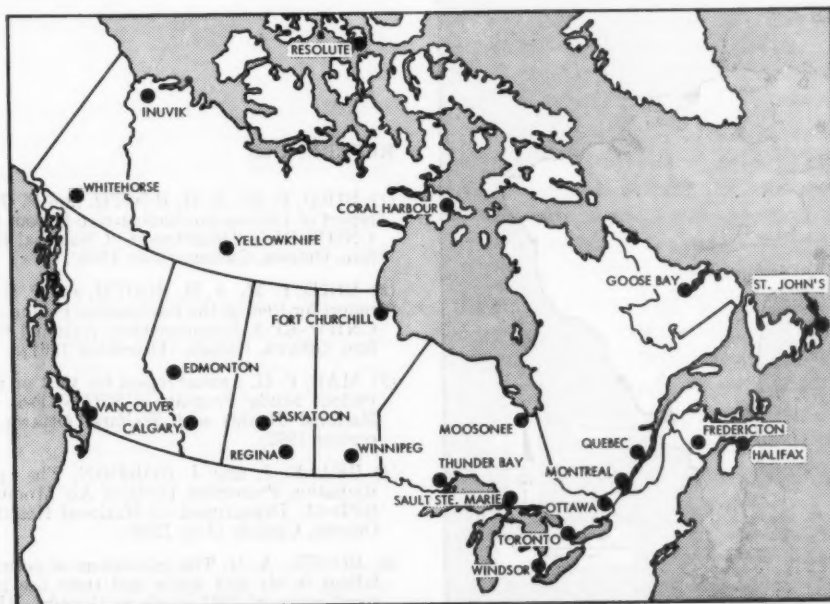 RESOLUTE
INUVIK
WHITEHORSE
CORAL HARBOUR
YELLOWKNIFE
GOOSE BAY
ST. JOHN'S
FORT CHURCHILL
EDMONTON
VANCOUVER
CALGARY
SASKATOON
MOOSONEE
FREDERICTON
REGINA
WINNIPEG
QUEBEC
HALIFAX
THUNDER BAY
MONTREAL
SAULT STE. MARIE
OTTAWA
TORONTO
WINDSOR